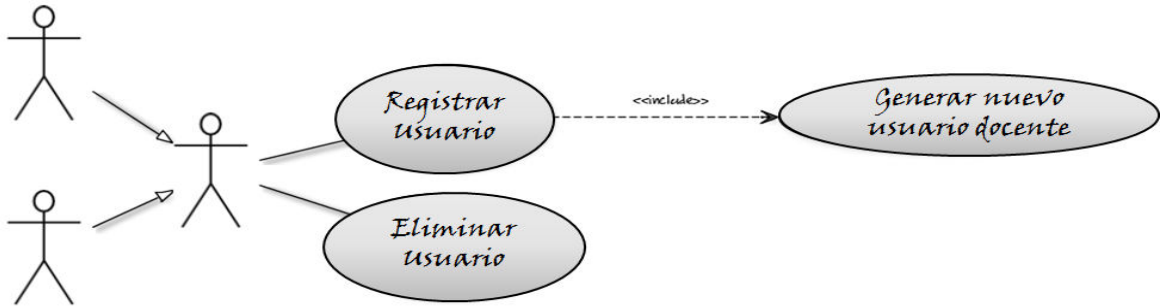 Registrar
Usuario
<<include>>
Generar nuevo
usuario docente
Eliminar
Usuario